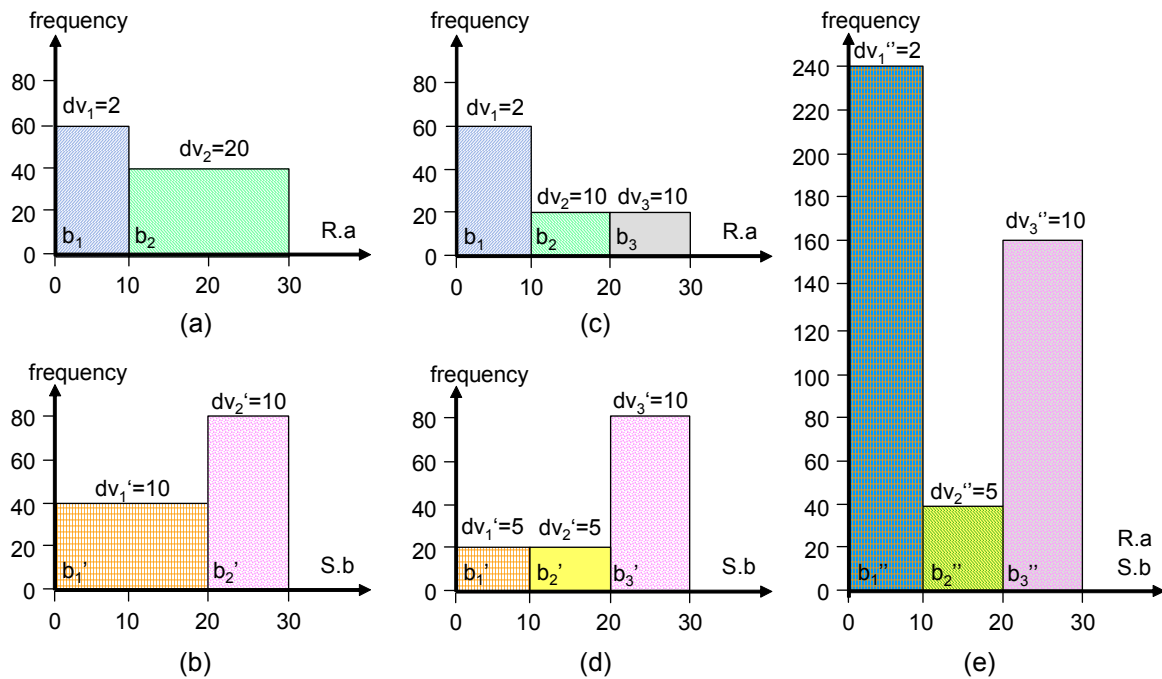 frequency
80
60
40
20
0
dv₁=2
dv₂=20
b₁
b₂
R.a
0 10 20 30
(a)
frequency
80
60
40
20
0
dv₁=2
dv₂=10
dv₃=10
b₁
b₂
b₃
R.a
0 10 20 30
(c)
frequency
240
220
200
180
160
140
120
100
80
60
40
20
0
dv₁‘’=2
dv₂‘’=5
dv₃‘’=10
b₁’’
b₂’’
b₃’’
R.a
S.b
0 10 20 30
(e)
frequency
80
60
40
20
0
dv₁‘=10
dv₂‘=10
b₁’
b₂’
S.b
0 10 20 30
(b)
frequency
80
60
40
20
0
dv₁‘=5
dv₂‘=5
dv₃‘=10
b₁’
b₂’
b₃’
S.b
0 10 20 30
(d)